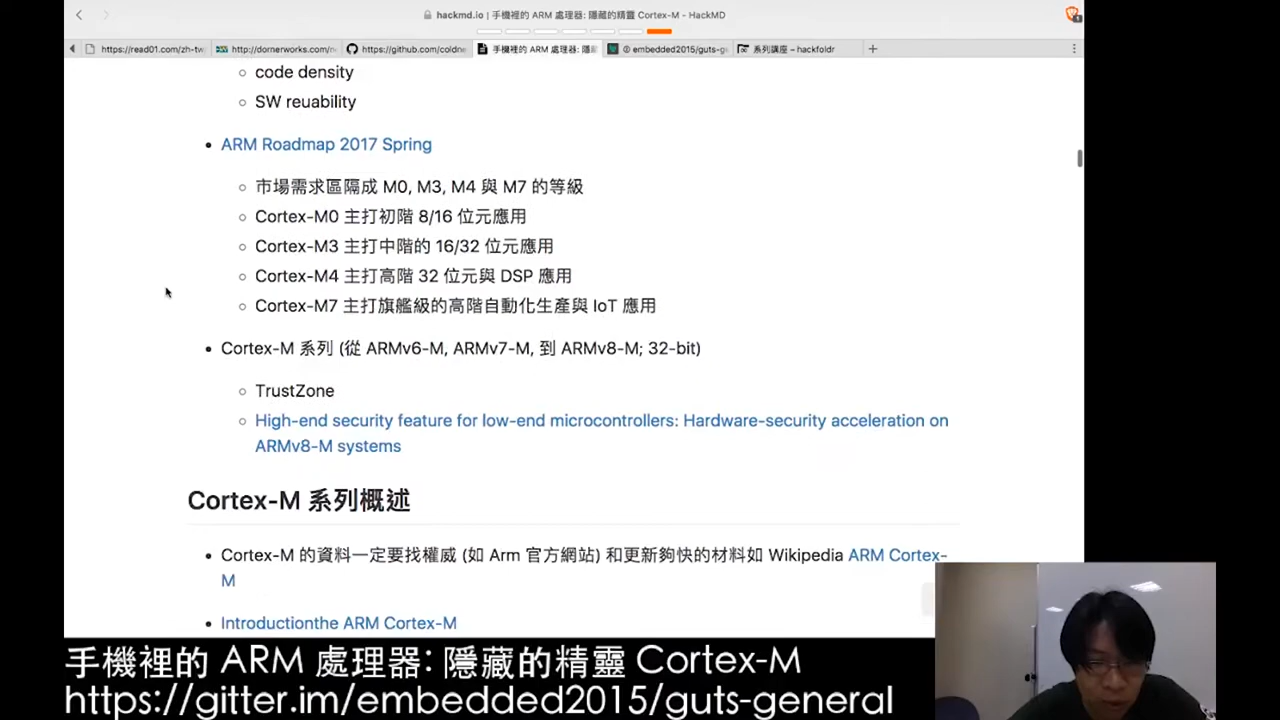 hackmd.io | 手機裡的 ARM 處理器: 隱藏的精靈 Cortex-M - HackMD
https://read01.com/zh-tw
http://dornerworks.com/n
https://github.com/coldne
手機裡的 ARM 處理器: 隱
embedded2015/guts-g
系列講座 – hackfoldr
code density
SW reuability
ARM Roadmap 2017 Spring
市場需求區隔成 M0, M3, M4 與 M7 的等級
Cortex-M0 主打初階 8/16 位元應用
Cortex-M3 主打中階的 16/32 位元應用
Cortex-M4 主打高階 32 位元與 DSP 應用
Cortex-M7 主打旗艦級的高階自動化生產與 IoT 應用
Cortex-M 系列 (從 ARMv6-M, ARMv7-M, 到 ARMv8-M; 32-bit)
TrustZone
High-end security feature for low-end microcontrollers: Hardware-security acceleration on
ARMv8-M systems
Cortex-M 系列概述
Cortex-M 的資料一定要找權威 (如 Arm 官方網站) 和更新夠快的材料如 Wikipedia ARM Cortex-
M
Introductionthe ARM Cortex-M
手機裡的 ARM 處理器: 隱藏的精靈 Cortex-M
https://gitter.im/embedded2015/guts-general